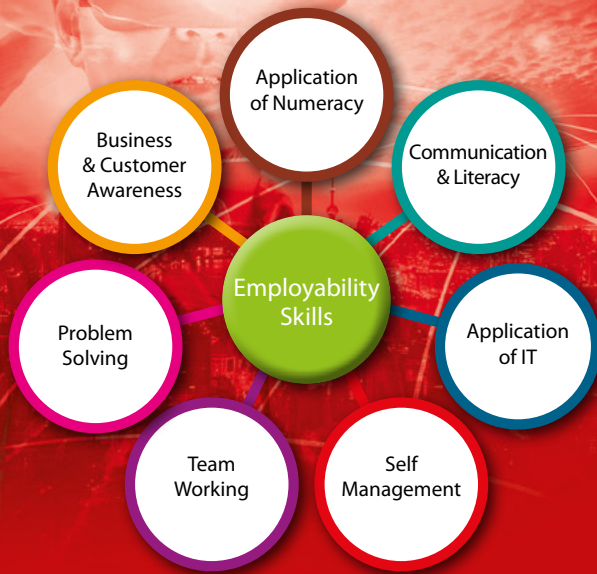 Employability
Skills
Application
of Numeracy
Communication
& Literacy
Application
of IT
Self
Management
Team
Working
Problem
Solving
Business
& Customer
Awareness